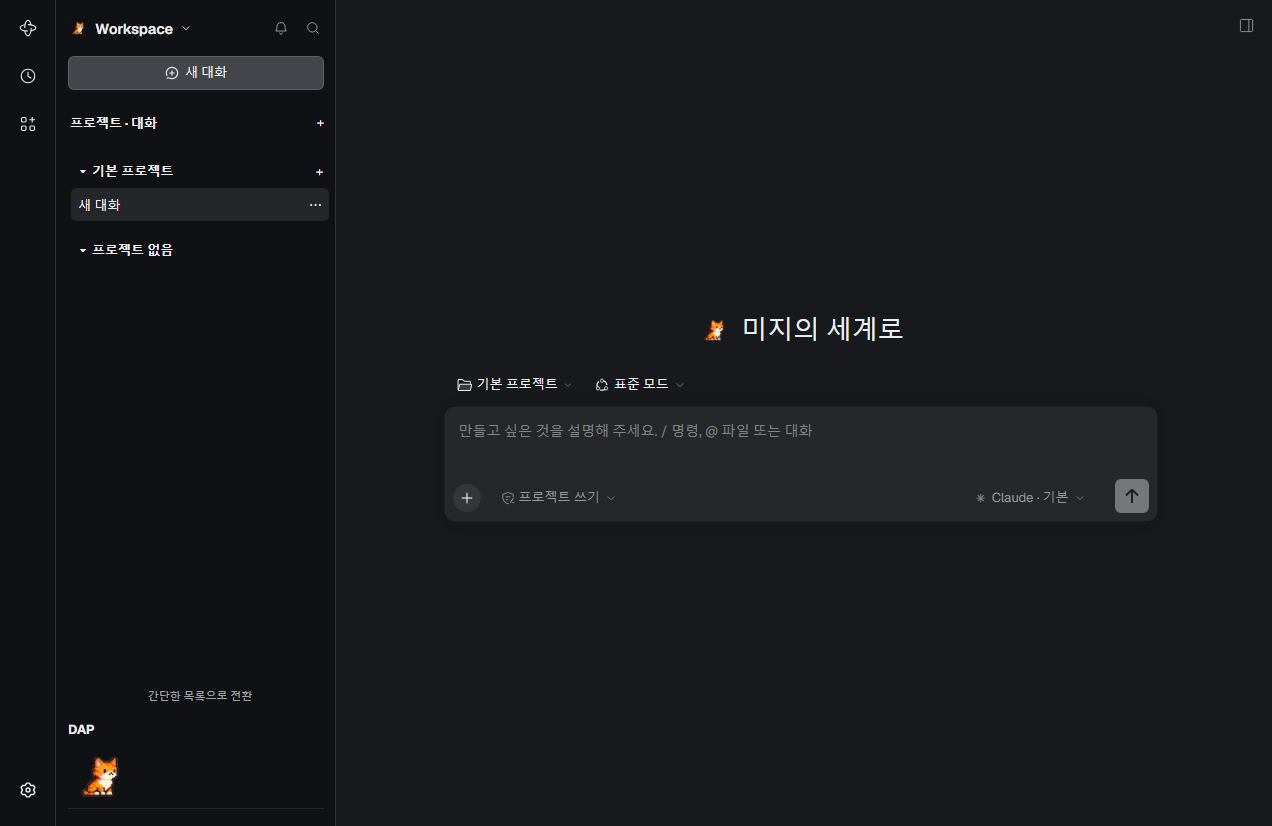 Workspace
새 대화
프로젝트 · 대화
기본 프로젝트
새 대화
프로젝트 없음
간단한 목록으로 전환
DAP
미지의 세계로
기본 프로젝트 표준 모드
만들고 싶은 것을 설명해 주세요. / 명령, @ 파일 또는 대화
프로젝트 쓰기 Claude · 기본